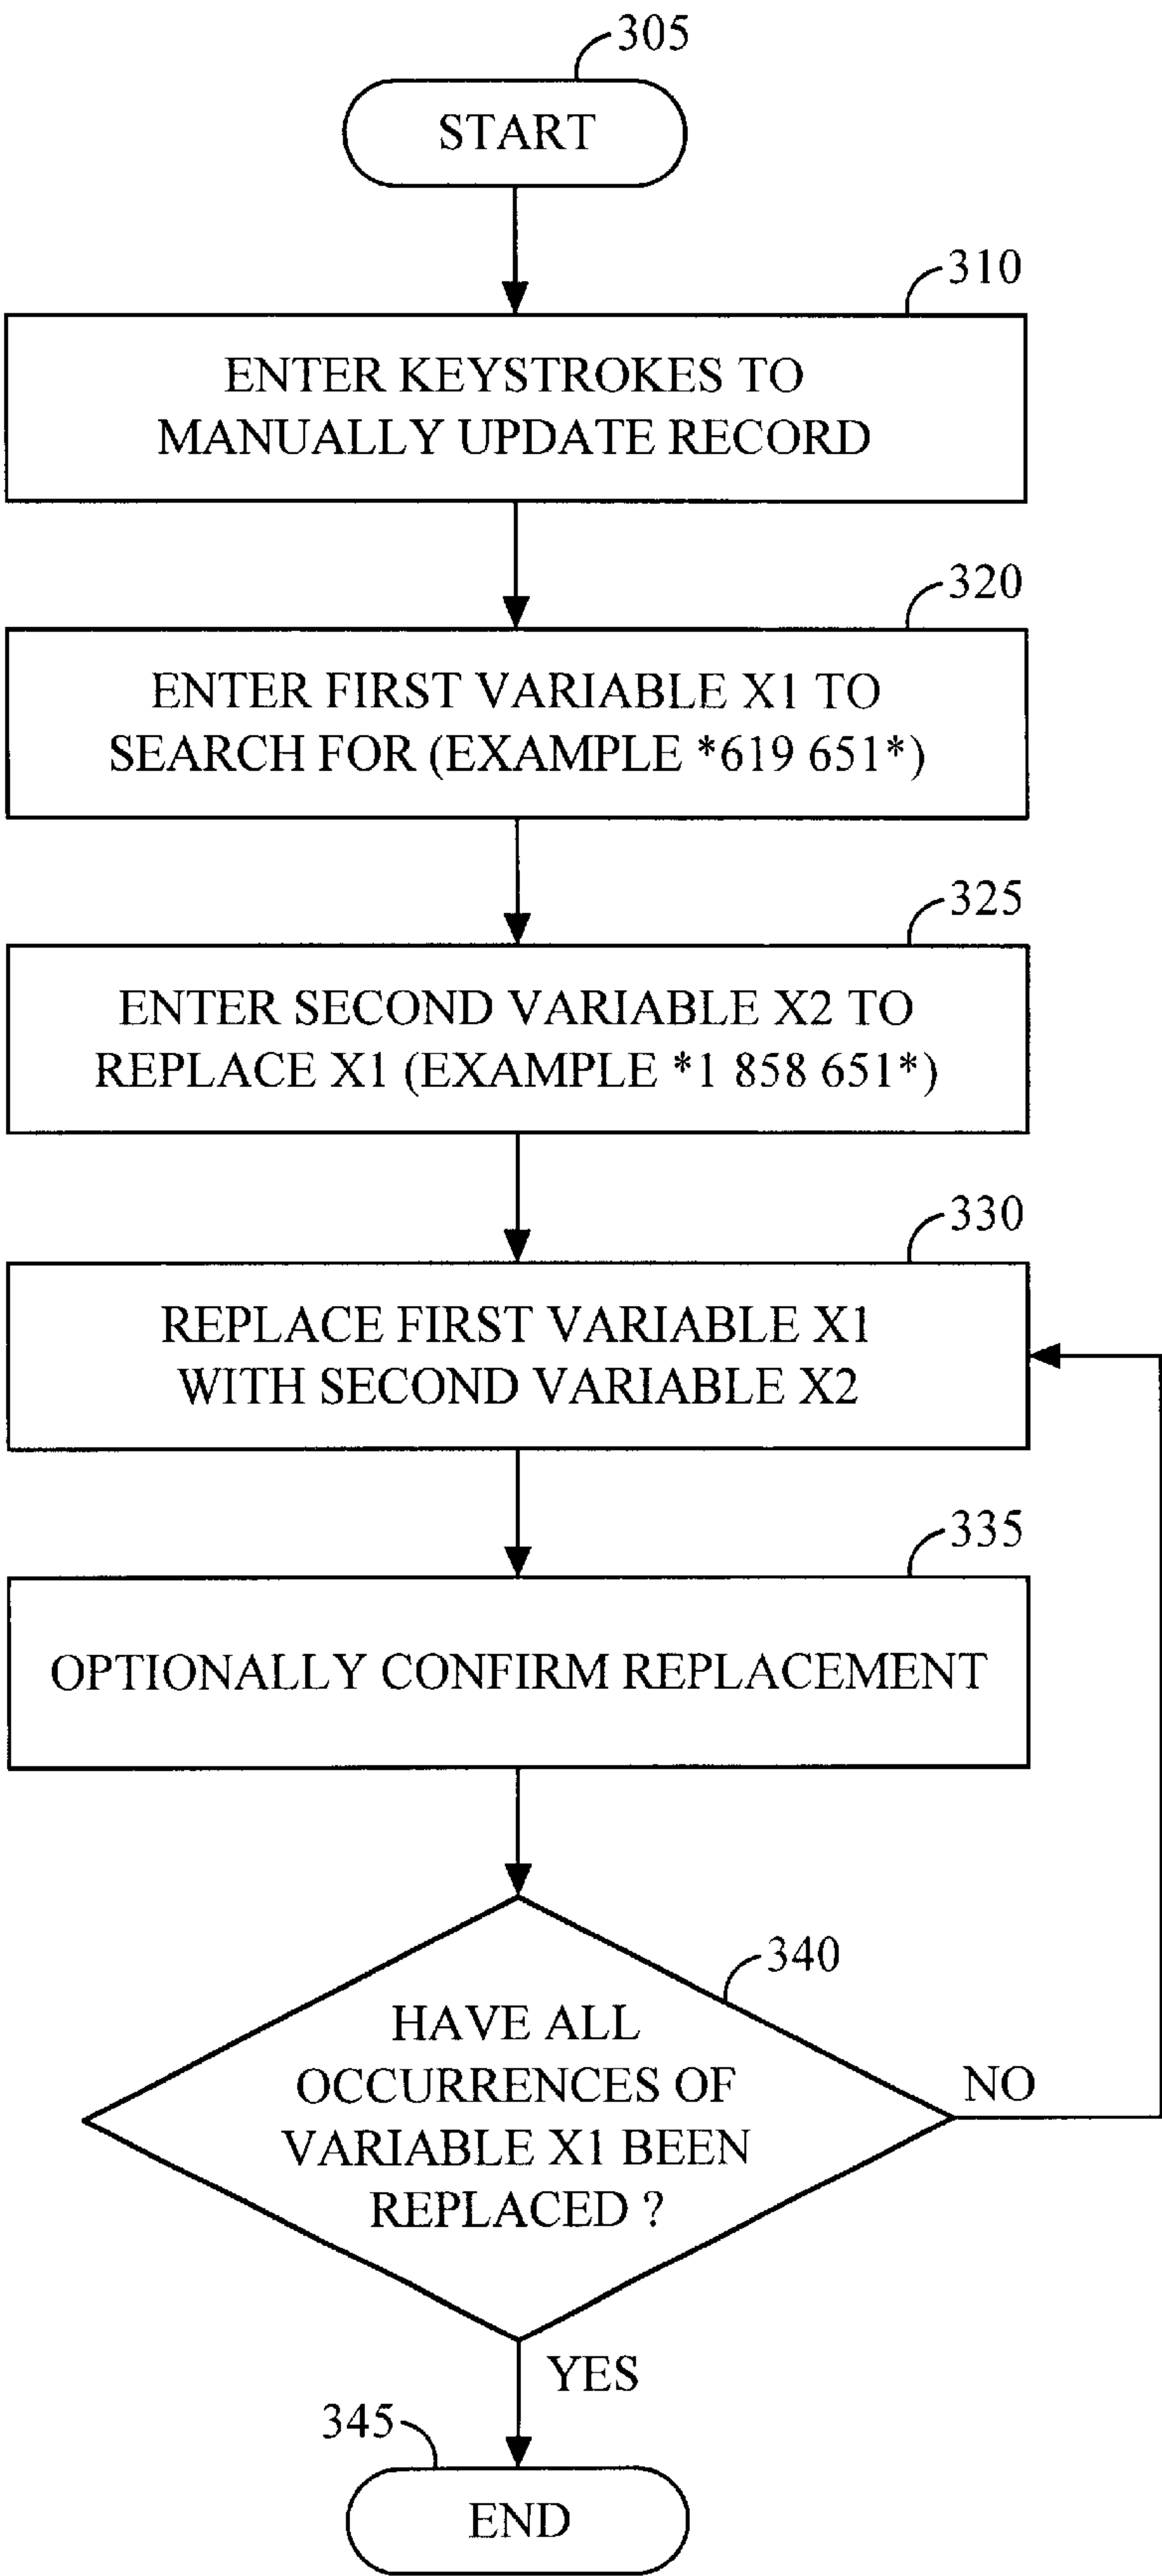 305
START
310
ENTER KEYSTROKES TO
MANUALLY UPDATE RECORD
320
ENTER FIRST VARIABLE X1 TO
SEARCH FOR (EXAMPLE *619 651*)
325
ENTER SECOND VARIABLE X2 TO
REPLACE X1 (EXAMPLE *1 858 651*)
330
REPLACE FIRST VARIABLE X1
WITH SECOND VARIABLE X2
335
OPTIONALLY CONFIRM REPLACEMENT
340
HAVE ALL
OCCURRENCES OF
VARIABLE X1 BEEN
REPLACED ?
NO
YES
345
END